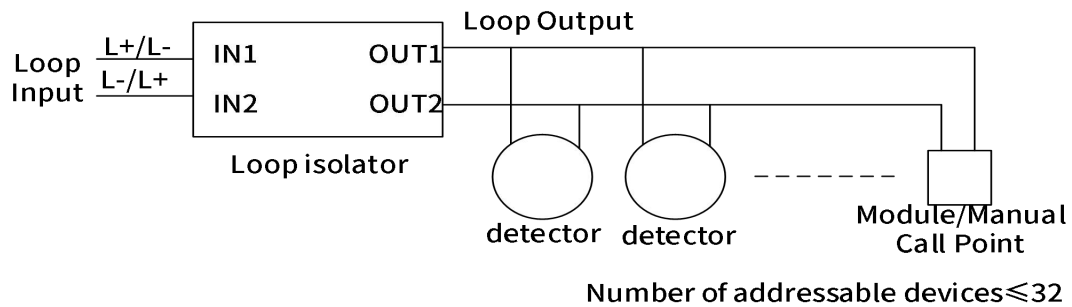 Loop Output
Loop
Input
L+/L-
L-/L+
IN1
OUT1
IN2
OUT2
Loop isolator
detector
detector
Module/Manual
Call Point
Number of addressable devices≤32